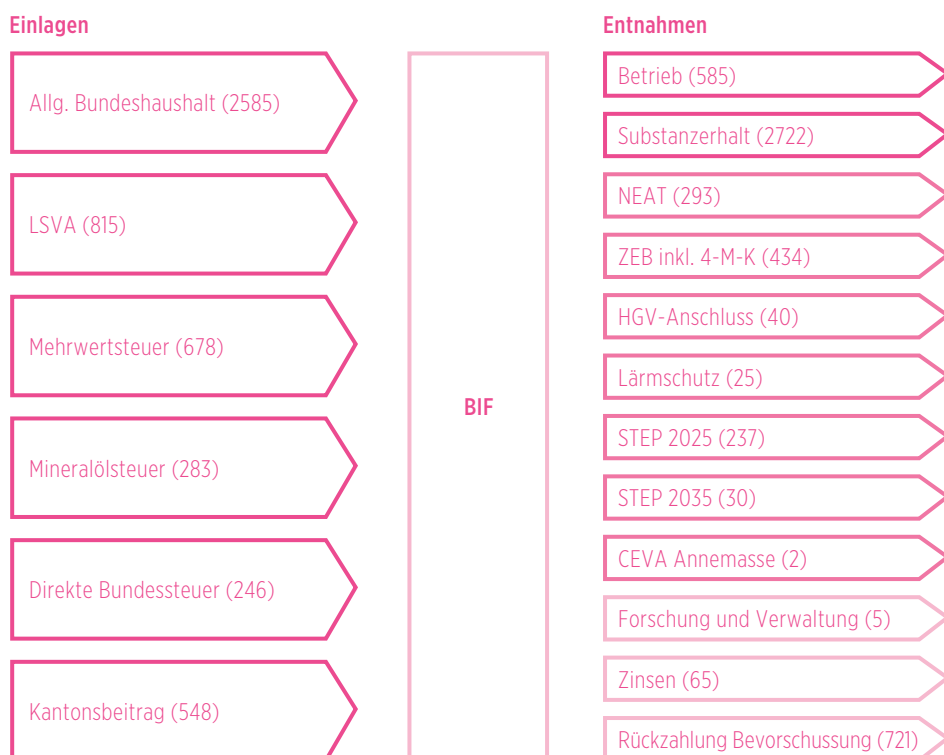 Einlagen
Allg. Bundeshaushalt (2585)
LSVA (815)
Mehrwertsteuer (678)
Mineralölsteuer (283)
Direkte Bundessteuer (246)
Kantonsbeitrag (548)
BIF
Entnahmen
Betrieb (585)
Substanzerhalt (2722)
NEAT (293)
ZEB inkl. 4-M-K (434)
HGV-Anschluss (40)
Lärmschutz (25)
STEP 2025 (237)
STEP 2035 (30)
CEVA Annemasse (2)
Forschung und Verwaltung (5)
Zinsen (65)
Rückzahlung Bevorschussung (721)